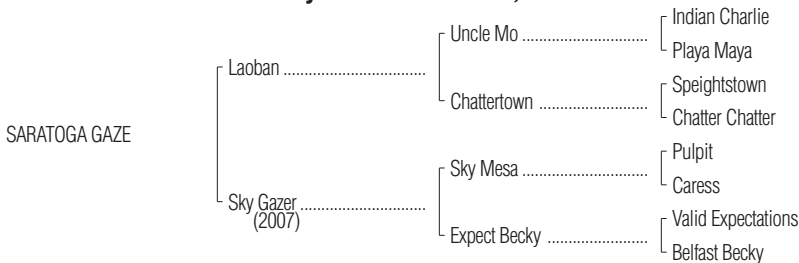 Indian Charlie
Uncle Mo ................................
Playa Maya
Laoban ....................................
Speightstown
Chattertown ...........................
Chatter Chatter
SARATOGA GAZE
Pulpit
Sky Mesa ................................
Caress
Sky Gazer ................................
(2007)
Valid Expectations
Expect Becky .........................
Belfast Becky